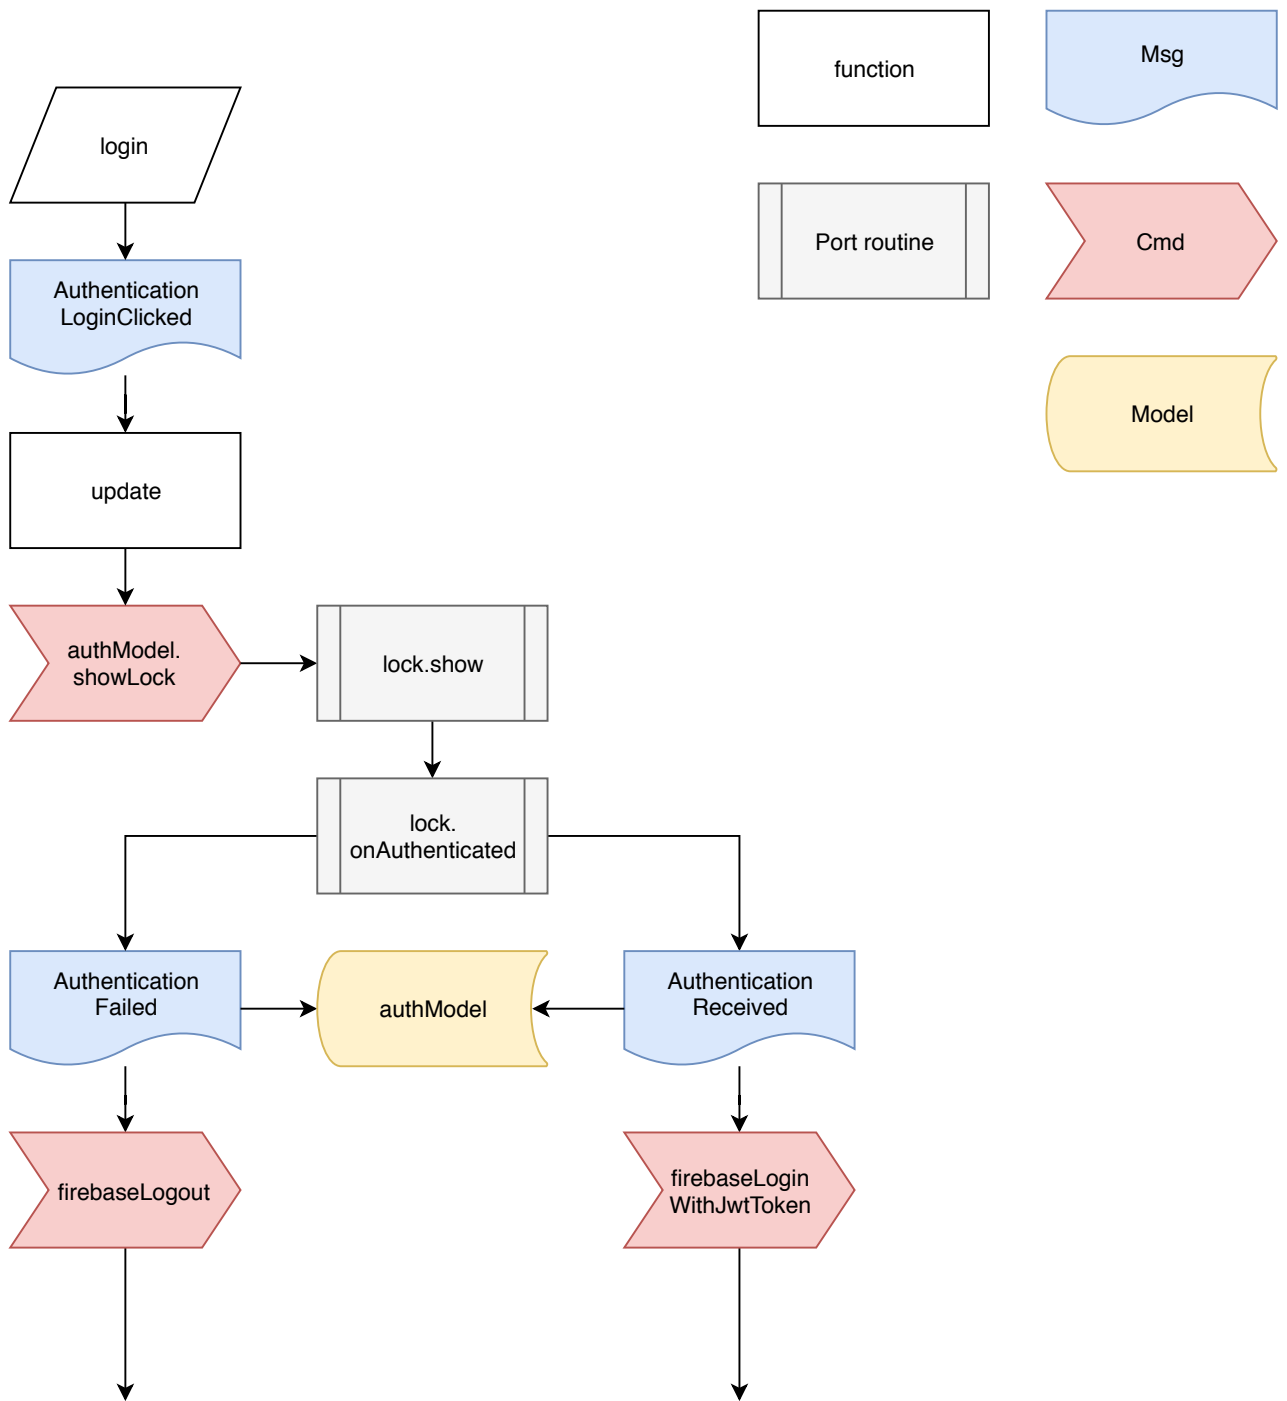 function
Msg
login
Port routine
Cmd
Authentication
LoginClicked
Model
update
authModel.
showLock
lock.show
lock.
onAuthenticated
Authentication
Failed
authModel
Authentication
Received
firebaseLogout
firebaseLogin
WithJwtToken